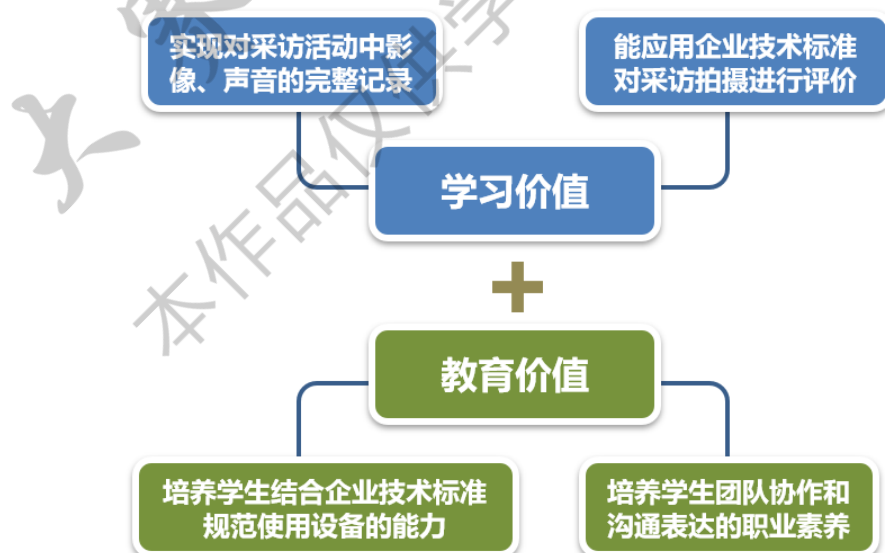 实现对采访活动中影
像、声音的完整记录
能应用企业技术标准
对采访拍摄进行评价
学习价值
教育价值
培养学生结合企业技术标准
规范使用设备的能力
培养学生团队协作和
沟通表达的职业素养
本作品仅供学